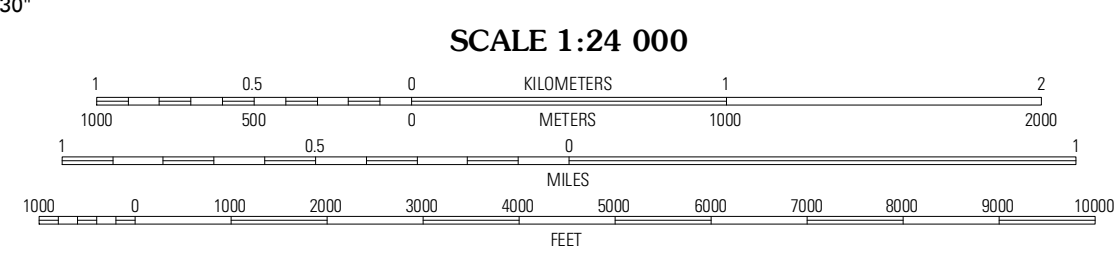 30"
SCALE 1:24 000
1 0.5 0 KILOMETERS 1 2
1000 500 0 METERS 1000 2000
1 0.5 0 1
MILES
1000 0 1000 2000 3000 4000 5000 6000 7000 8000 9000 10000
FEET